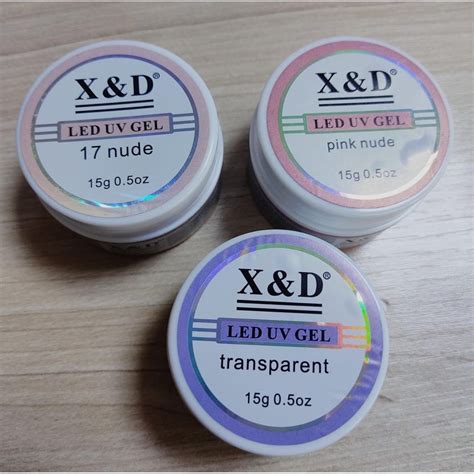 X&D®
LED UV GEL
17 nude
15g 0.5oz
X&D®
LED UV GEL
pink nude
15g 0.5oz
X&D®
LED UV GEL
transparent
15g 0.5oz